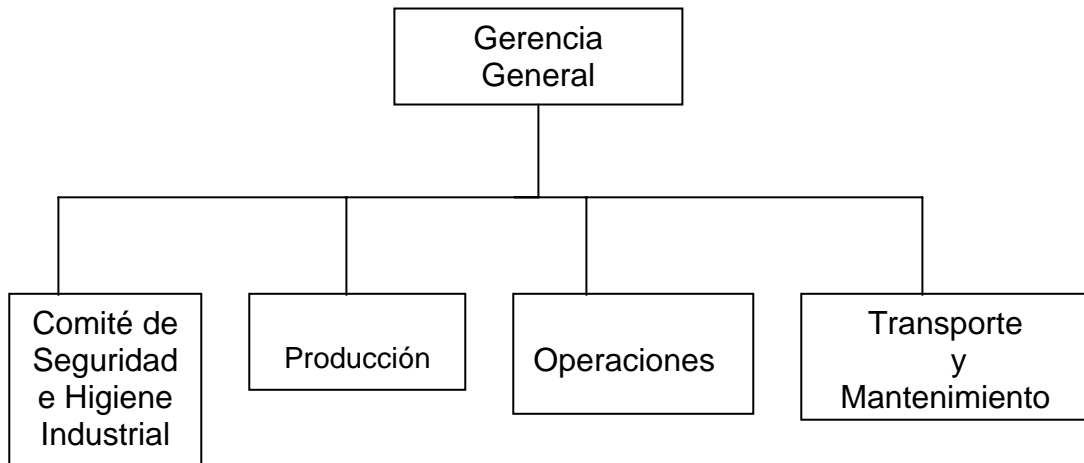 Gerencia
General
Comité de
Seguridad
e Higiene
Industrial
Producción
Operaciones
Transporte
y
Mantenimiento